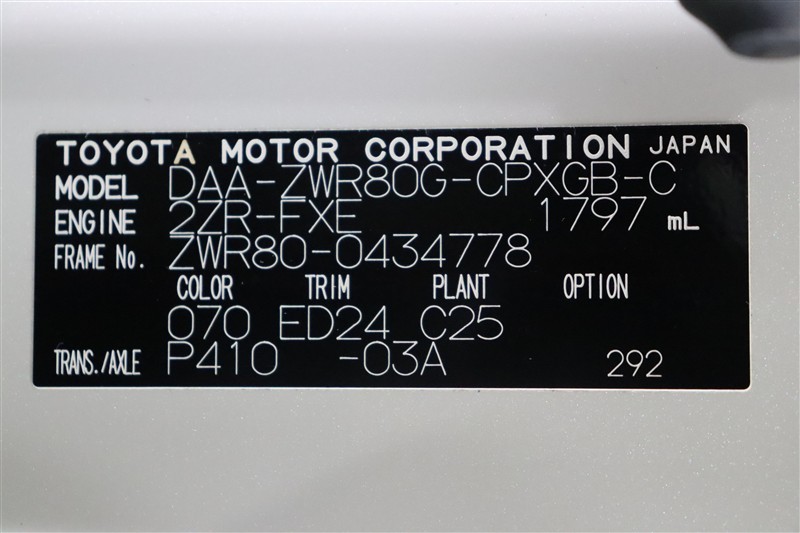 TOYOTA MOTOR CORPORATION JAPAN
MODEL DAA-ZWR80G-CPXGB-C
ENGINE 2ZR-FXE 1797 mL
FRAME No. ZWR80-0434778
COLOR TRIM PLANT OPTION
070 ED24 C25
TRANS./AXLE P410 -03A 292